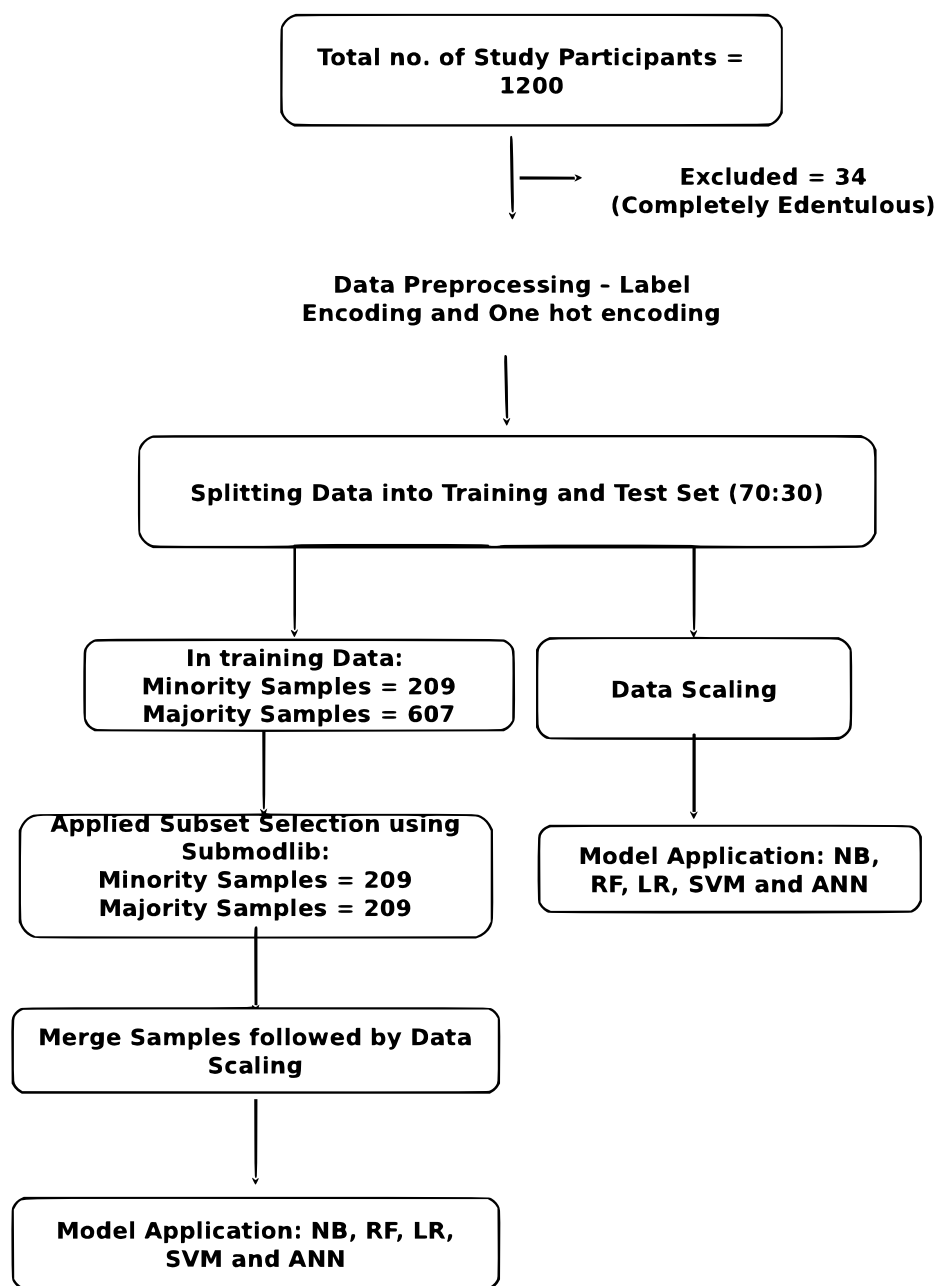 Total no. of Study Participants =
1200
Excluded = 34
(Completely Edentulous)
Data Preprocessing – Label
Encoding and One hot encoding
Splitting Data into Training and Test Set (70:30)
In training Data:
Minority Samples = 209
Majority Samples = 607
Data Scaling
Applied Subset Selection using
Submodlib:
Minority Samples = 209
Majority Samples = 209
Model Application: NB,
RF, LR, SVM and ANN
Merge Samples followed by Data
Scaling
Model Application: NB, RF, LR,
SVM and ANN